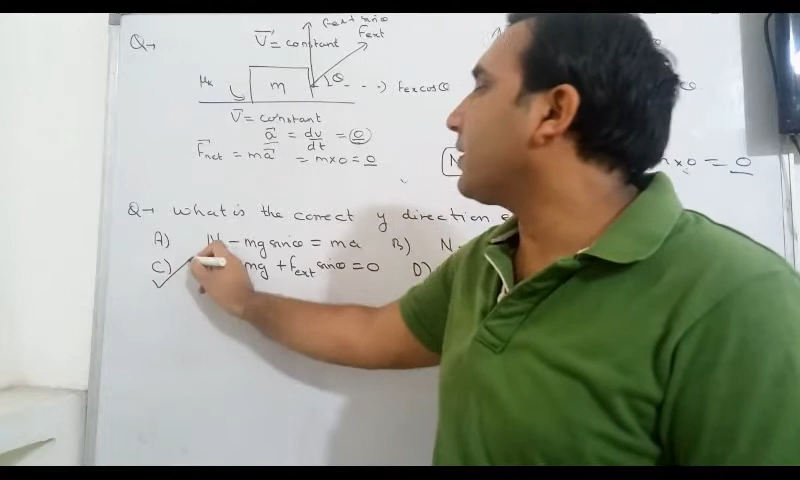 Fext sinθ
Q→ V⃗ = constant Fext
μk m θ Fex cosθ
V⃗ = constant
a⃗ = dv/dt = 0
F⃗net = ma⃗ = m×0 = 0 N m×0 = 0
Q→ What is the correct y direction
A) N - mg sinθ = ma B) N
C) mg + Fext sinθ = 0 D)